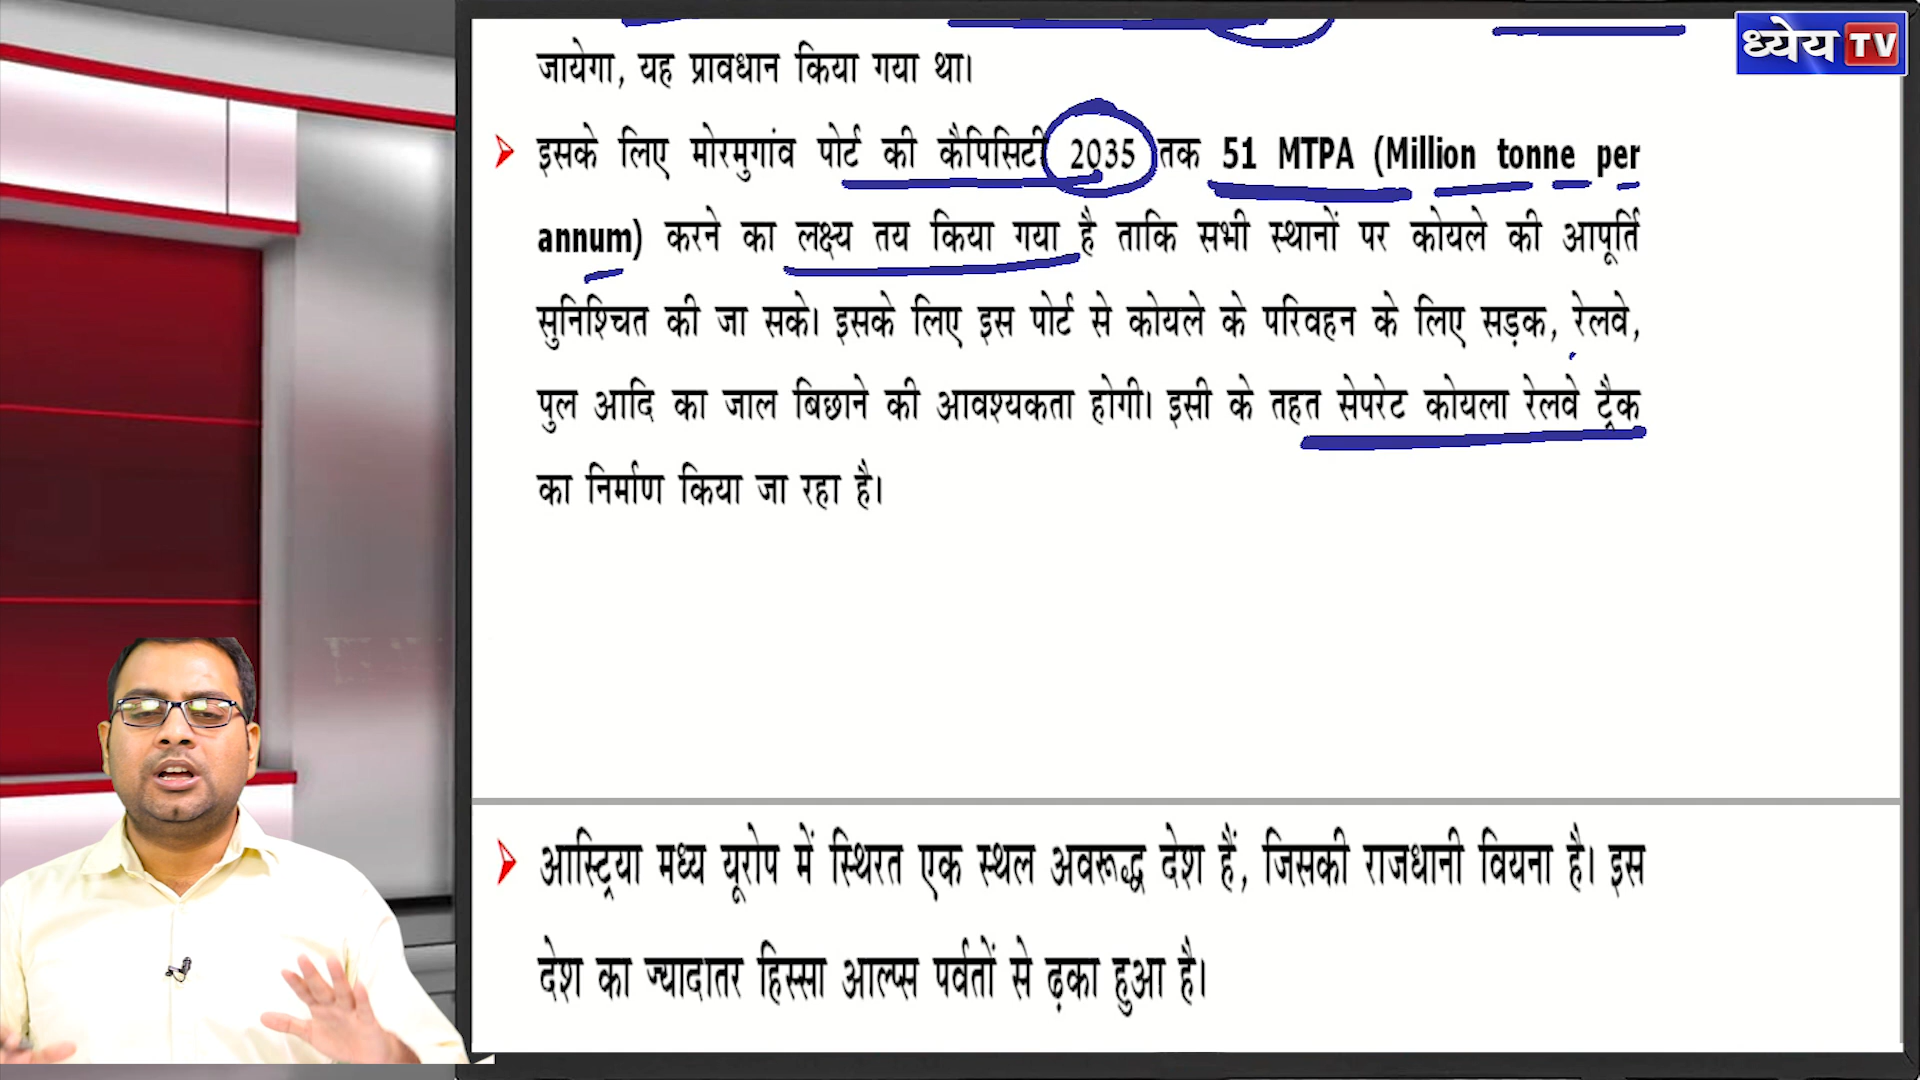 ध्येय TV
जायेगा, यह प्रावधान किया गया था।
इसके लिए मोरमुगांव पोर्ट की कैपिसिटी 2035 तक 51 MTPA (Million tonne per
annum) करने का लक्ष्य तय किया गया है ताकि सभी स्थानों पर कोयले की आपूर्ति
सुनिश्चित की जा सके। इसके लिए इस पोर्ट से कोयले के परिवहन के लिए सड़क, रेलवे,
पुल आदि का जाल बिछाने की आवश्यकता होगी। इसी के तहत सेपरेट कोयला रेलवे ट्रैक
का निर्माण किया जा रहा है।
आस्ट्रिया मध्य यूरोप में स्थिरत एक स्थल अवरूद्ध देश हैं, जिसकी राजधानी वियना है। इस
देश का ज्यादातर हिस्सा आल्प्स पर्वतों से ढ़का हुआ है।